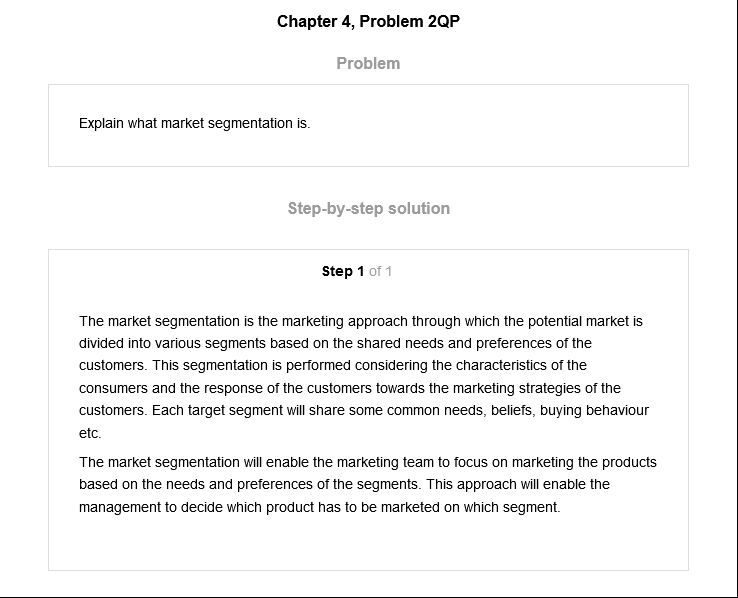 Chapter 4, Problem 2QP
Problem
Explain what market segmentation is.
Step-by-step solution
Step 1 of 1
The market segmentation is the marketing approach through which the potential market is
divided into various segments based on the shared needs and preferences of the
customers. This segmentation is performed considering the characteristics of the
consumers and the response of the customers towards the marketing strategies of the
customers. Each target segment will share some common needs, beliefs, buying behaviour
etc.
The market segmentation will enable the marketing team to focus on marketing the products
based on the needs and preferences of the segments. This approach will enable the
management to decide which product has to be marketed on which segment.